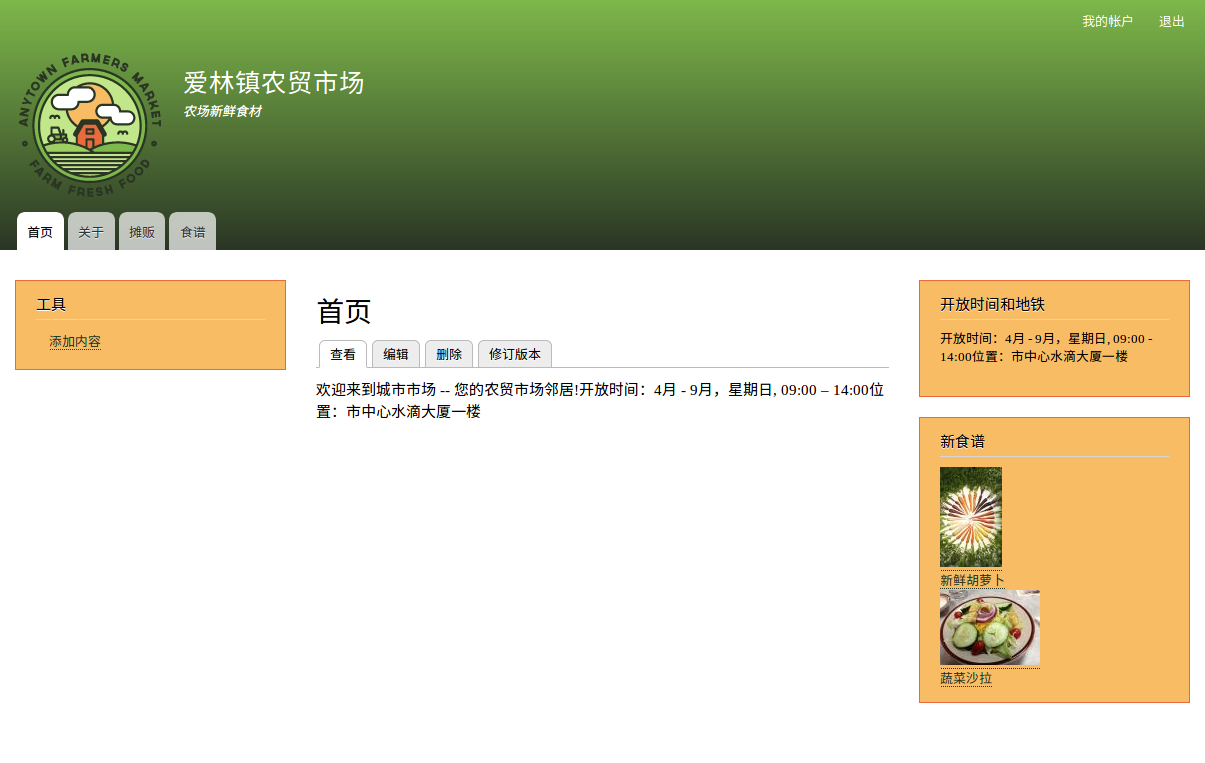 我的帐户 退出
ANYTOWN FARMERS MARKET
FARM FRESH FOOD
爱林镇农贸市场
农场新鲜食材
首页 关于 摊贩 食谱
工具
添加内容
首页
查看 编辑 删除 修订版本
欢迎来到城市市场 -- 您的农贸市场邻居!开放时间：4月 - 9月，星期日, 09:00 – 14:00位
置：市中心水滴大厦一楼
开放时间和地铁
开放时间：4月 - 9月，星期日, 09:00 -
14:00位置：市中心水滴大厦一楼
新食谱
新鲜胡萝卜
蔬菜沙拉